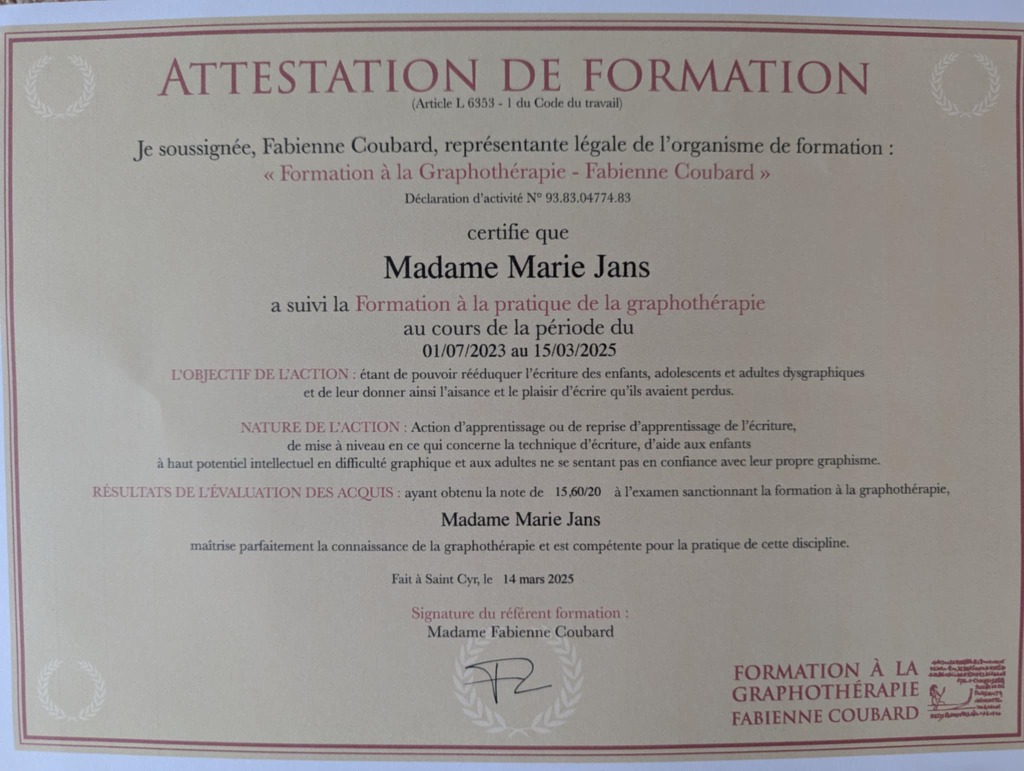 ATTESTATION DE FORMATION
(Article L 6353 - 1 du Code du travail)
Je soussignée, Fabienne Coubard, représentante légale de l'organisme de formation :
« Formation à la Graphothérapie - Fabienne Coubard »
Déclaration d'activité N° 93.83.04774.83
certifie que
Madame Marie Jans
a suivi la Formation à la pratique de la graphothérapie
au cours de la période du
01/07/2023 au 15/03/2025
L'OBJECTIF DE L'ACTION : étant de pouvoir rééduquer l'écriture des enfants, adolescents et adultes dysgraphiques
et de leur donner ainsi l'aisance et le plaisir d'écrire qu'ils avaient perdus.
NATURE DE L'ACTION : Action d'apprentissage ou de reprise d'apprentissage de l'écriture,
de mise à niveau en ce qui concerne la technique d'écriture, d'aide aux enfants
à haut potentiel intellectuel en difficulté graphique et aux adultes ne se sentant pas en confiance avec leur propre graphisme.
RÉSULTATS DE L'ÉVALUATION DES ACQUIS : ayant obtenu la note de 15,60/20 à l'examen sanctionnant la formation à la graphothérapie,
Madame Marie Jans
maîtrise parfaitement la connaissance de la graphothérapie et est compétente pour la pratique de cette discipline.
Fait à Saint Cyr, le 14 mars 2025
Signature du référent formation :
Madame Fabienne Coubard
FORMATION À LA
GRAPHOTHÉRAPIE
FABIENNE COUBARD